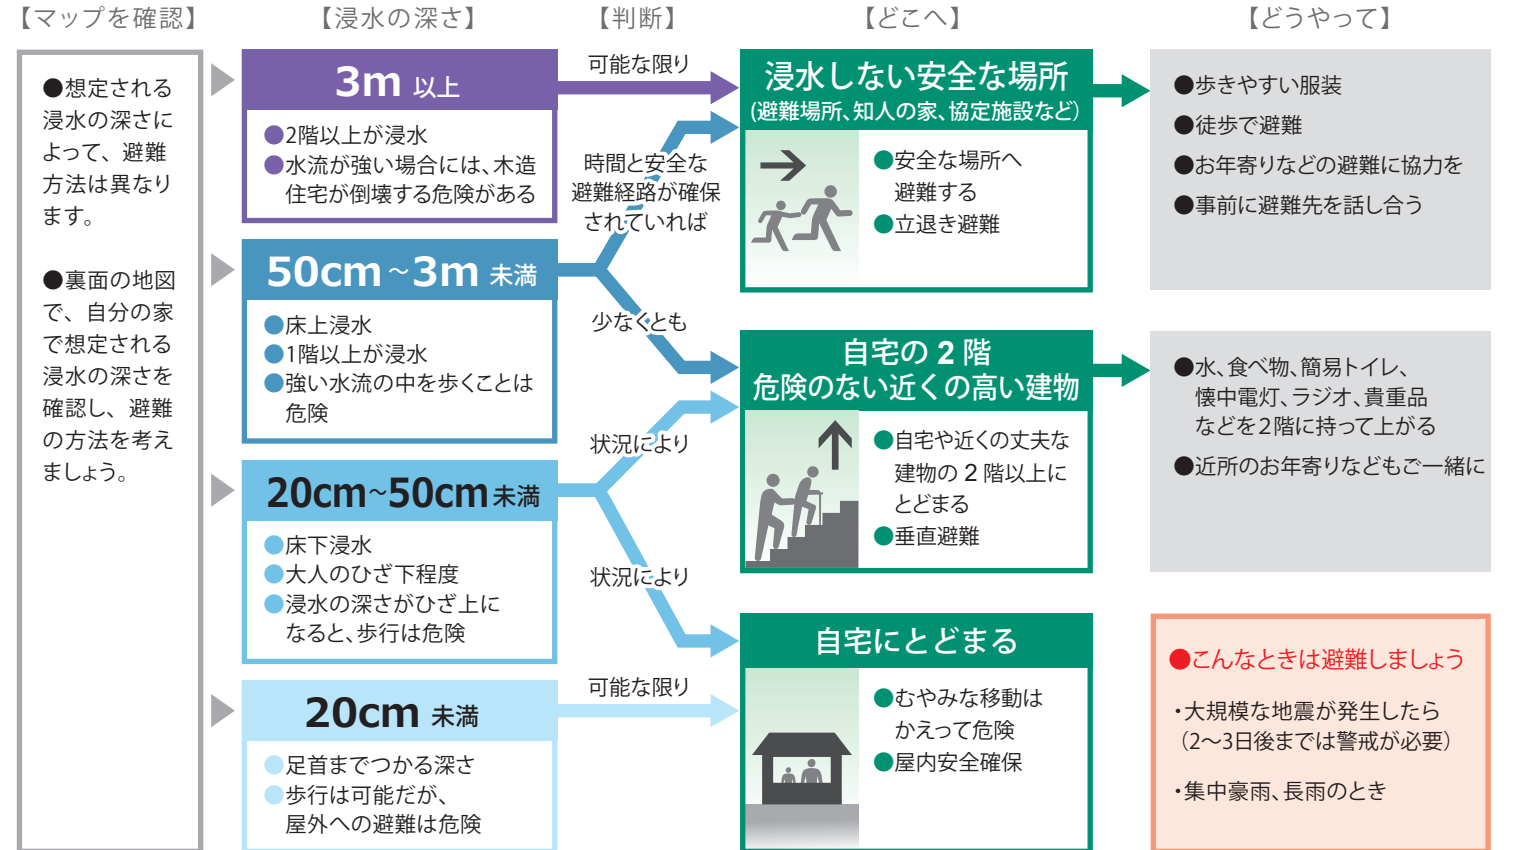 【マップを確認】
【浸水の深さ】
【判断】
【どこへ】
【どうやって】
●想定される
浸水の深さに
よって、避難
方法は異なり
ます。
●裏面の地図
で、自分の家
で想定される
浸水の深さを
確認し、避難
の方法を考え
ましょう。
3m 以上
●2階以上が浸水
●水流が強い場合には、木造
住宅が倒壊する危険がある
50cm～3m 未満
●床上浸水
●1階以上が浸水
●強い水流の中を歩くことは
危険
20cm～50cm未満
●床下浸水
●大人のひざ下程度
●浸水の深さがひざ上に
なると、歩行は危険
20cm 未満
●足首までつかる深さ
●歩行は可能だが、
屋外への避難は危険
可能な限り
時間と安全な
避難経路が確保
されていれば
少なくとも
状況により
状況により
可能な限り
浸水しない安全な場所
(避難場所、知人の家、協定施設など)
●安全な場所へ
避難する
●立退き避難
自宅の 2 階
危険のない近くの高い建物
●自宅や近くの丈夫な
建物の 2 階以上に
とどまる
●垂直避難
自宅にとどまる
●むやみな移動は
かえって危険
●屋内安全確保
●歩きやすい服装
●徒歩で避難
●お年寄りなどの避難に協力を
●事前に避難先を話し合う
●水、食べ物、簡易トイレ、
懐中電灯、ラジオ、貴重品
などを2階に持って上がる
●近所のお年寄りなどもご一緒に
●こんなときは避難しましょう
・大規模な地震が発生したら
（2～3日後までは警戒が必要）
・集中豪雨、長雨のとき